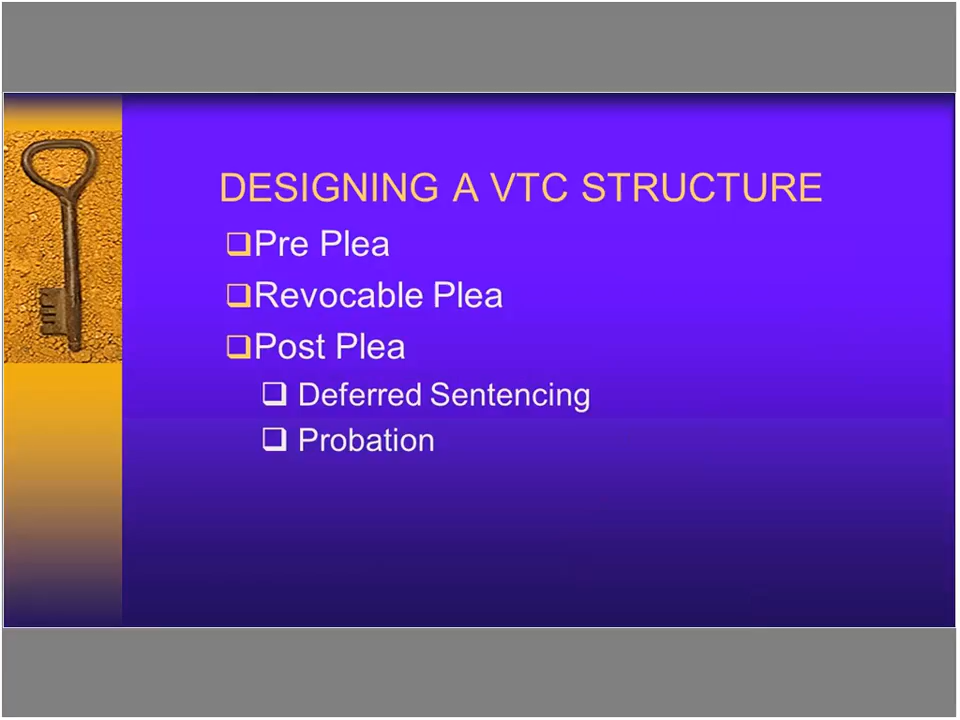 DESIGNING A VTC STRUCTURE
Pre Plea
Revocable Plea
Post Plea
Deferred Sentencing
Probation